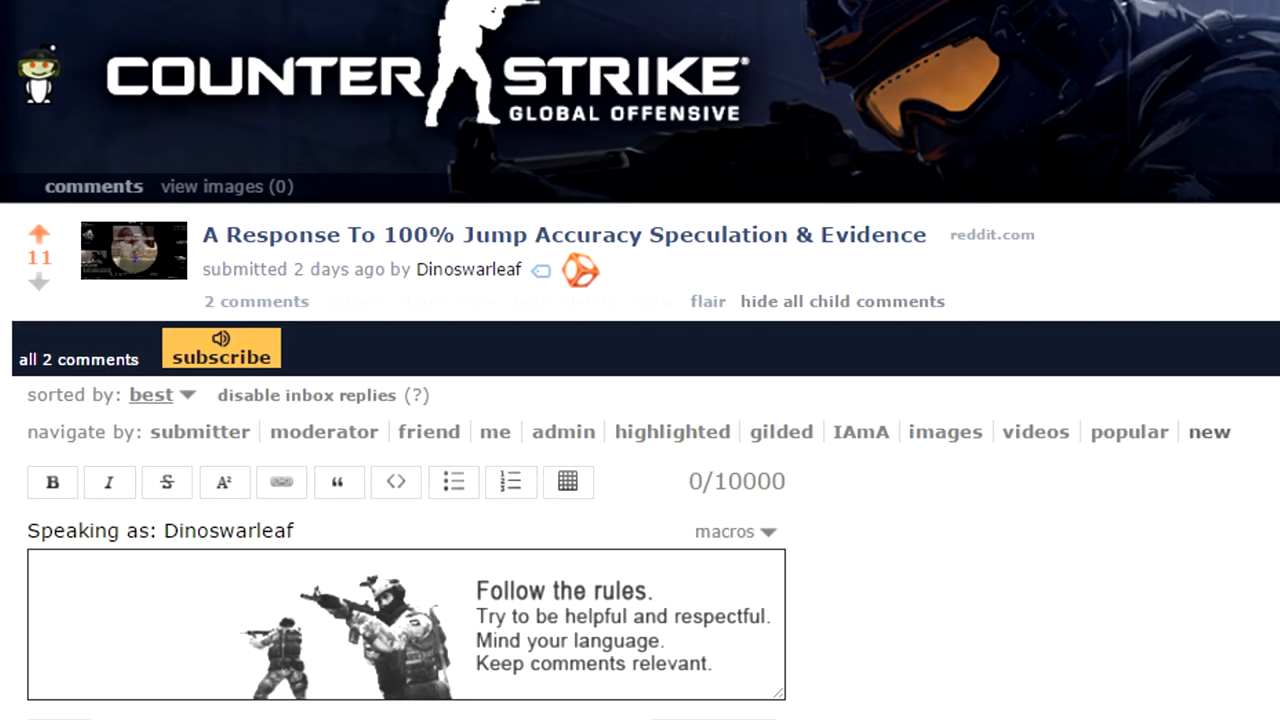 COUNTER STRIKE
GLOBAL OFFENSIVE
comments view images (0)
11
A Response To 100% Jump Accuracy Speculation & Evidence reddit.com
submitted 2 days ago by Dinoswarleaf
2 comments flair hide all child comments
all 2 comments subscribe
sorted by: best disable inbox replies (?)
navigate by: submitter moderator friend me admin highlighted gilded IAmA images videos popular new
B I S A² “ <> 0/10000
Speaking as: Dinoswarleaf macros
Follow the rules.
Try to be helpful and respectful.
Mind your language.
Keep comments relevant.